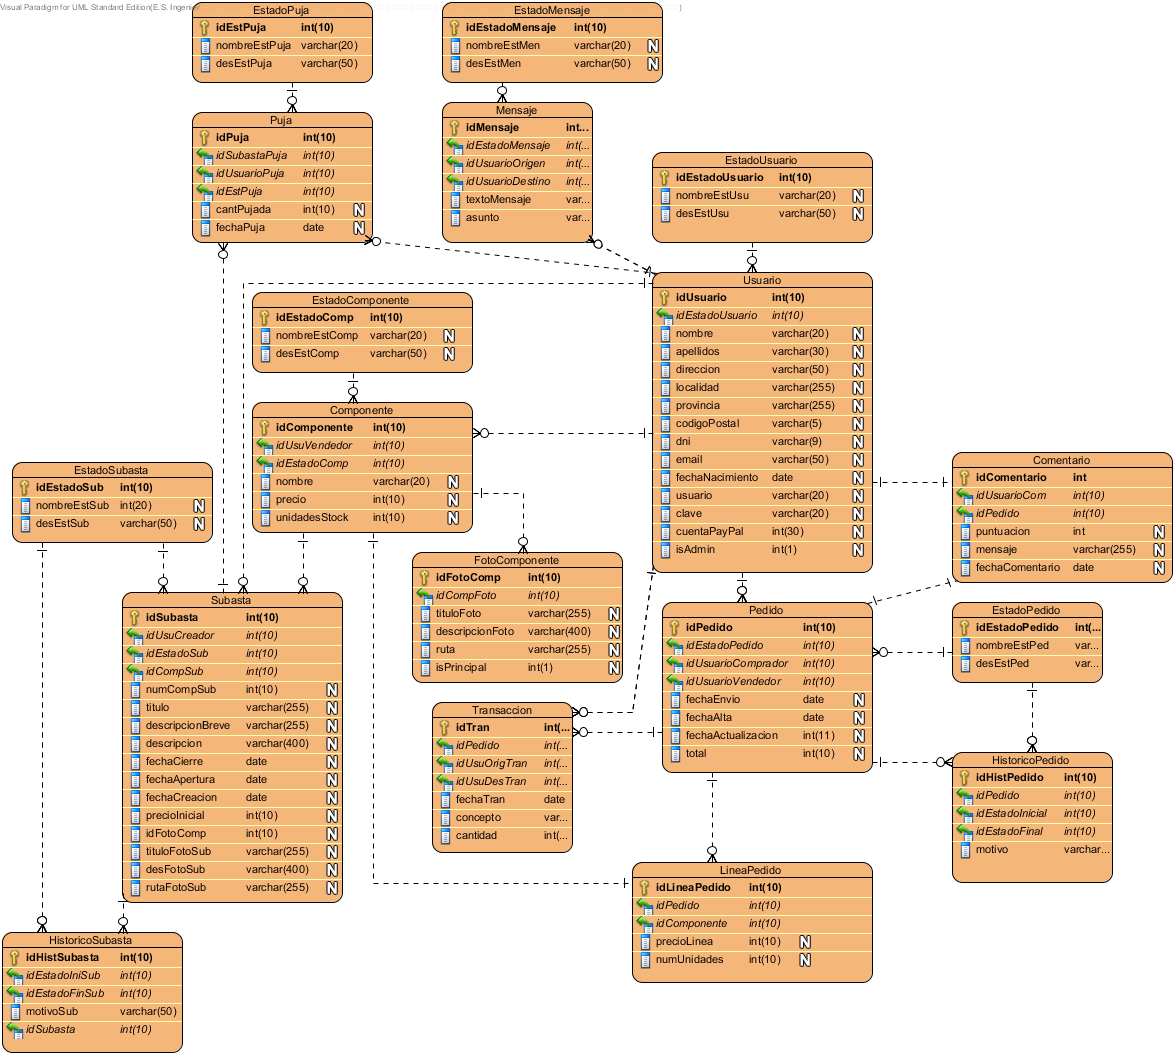 Visual Paradigm for UML Standard Edition(E.S. Ingenie
)
EstadoPuja
idEstPuja int(10)
nombreEstPuja varchar(20)
desEstPuja varchar(50)
EstadoMensaje
idEstadoMensaje int(10)
nombreEstMen varchar(20) N
desEstMen varchar(50) N
Puja
idPuja int(10)
idSubastaPuja int(10)
idUsuarioPuja int(10)
idEstPuja int(10)
cantPujada int(10) N
fechaPuja date N
Mensaje
idMensaje int...
idEstadoMensaje int(...
idUsuarioOrigen int(...
idUsuarioDestino int(...
textoMensaje var...
asunto var...
EstadoUsuario
idEstadoUsuario int(10)
nombreEstUsu varchar(20) N
desEstUsu varchar(50) N
Usuario
idUsuario int(10)
idEstadoUsuario int(10)
nombre varchar(20) N
apellidos varchar(30) N
direccion varchar(50) N
localidad varchar(255) N
provincia varchar(255) N
codigoPostal varchar(5) N
dni varchar(9) N
email varchar(50) N
fechaNacimiento date N
usuario varchar(20) N
clave varchar(20) N
cuentaPayPal int(30) N
isAdmin int(1) N
EstadoComponente
idEstadoComp int(10)
nombreEstComp varchar(20) N
desEstComp varchar(50) N
Componente
idComponente int(10)
idUsuVendedor int(10)
idEstadoComp int(10)
nombre varchar(20) N
precio int(10) N
unidadesStock int(10) N
EstadoSubasta
idEstadoSub int(10)
nombreEstSub int(20) N
desEstSub varchar(50) N
Comentario
idComentario int
idUsuarioCom int(10)
idPedido int(10)
puntuacion int N
mensaje varchar(255) N
fechaComentario date N
FotoComponente
idFotoComp int(10)
idCompFoto int(10)
tituloFoto varchar(255) N
descripcionFoto varchar(400) N
ruta varchar(255) N
isPrincipal int(1) N
Subasta
idSubasta int(10)
idUsuCreador int(10)
idEstadoSub int(10)
idCompSub int(10)
numCompSub int(10) N
titulo varchar(255) N
descripcionBreve varchar(255) N
descripcion varchar(400) N
fechaCierre date N
fechaApertura date N
fechaCreacion date N
precioInicial int(10) N
idFotoComp int(10) N
tituloFotoSub varchar(255) N
desFotoSub varchar(400) N
rutaFotoSub varchar(255) N
Pedido
idPedido int(10)
idEstadoPedido int(10)
idUsuarioComprador int(10)
idUsuarioVendedor int(10)
fechaEnvio date N
fechaAlta date N
fechaActualizacion int(11) N
total int(10) N
EstadoPedido
idEstadoPedido int(...
nombreEstPed var...
desEstPed var...
Transaccion
idTran int(...
idPedido int(...
idUsuOrigTran int(...
idUsuDesTran int(...
fechaTran date
concepto var...
cantidad int(...
HistoricoPedido
idHistPedido int(10)
idPedido int(10)
idEstadoInicial int(10)
idEstadoFinal int(10)
motivo varchar...
LineaPedido
idLineaPedido int(10)
idPedido int(10)
idComponente int(10)
precioLinea int(10) N
numUnidades int(10) N
HistoricoSubasta
idHistSubasta int(10)
idEstadoIniSub int(10)
idEstadoFinSub int(10)
motivoSub varchar(50)
idSubasta int(10)